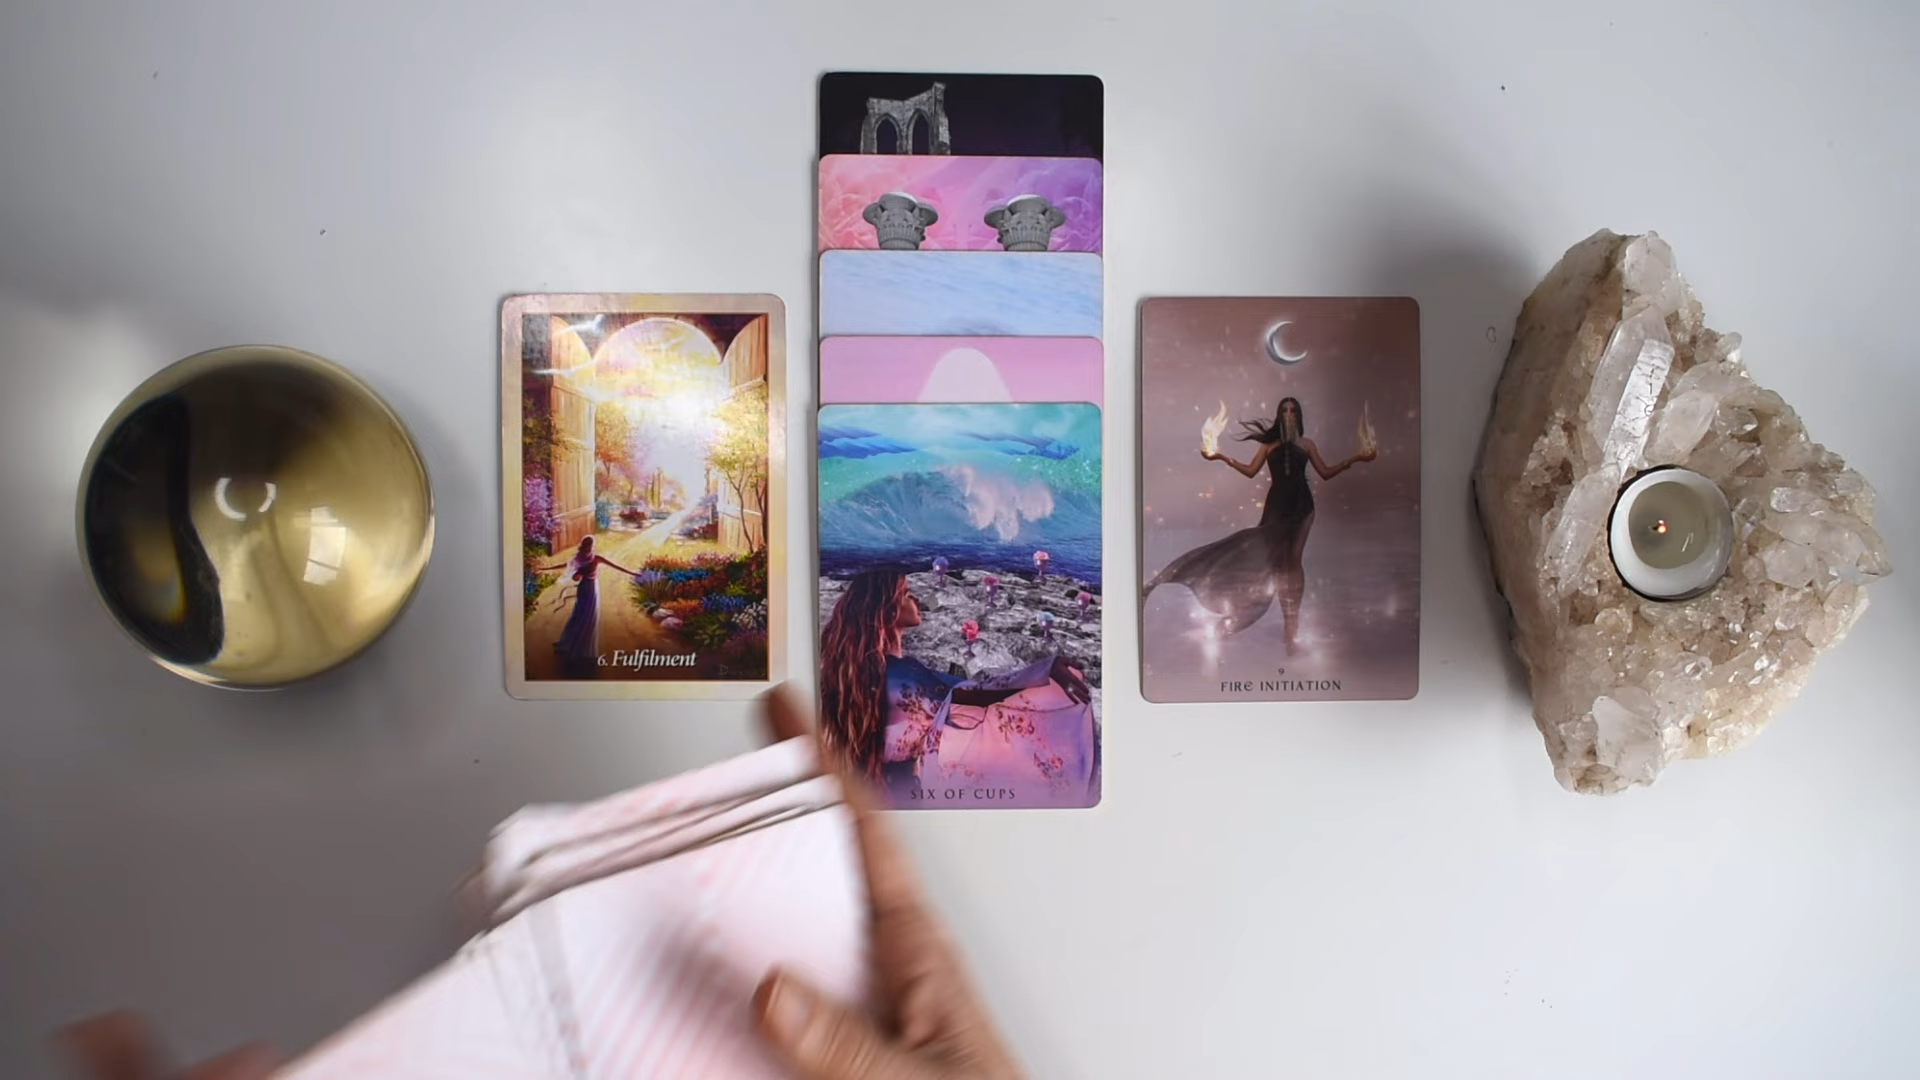 6. Fulfilment
SIX OF CUPS
9
FIRE INITIATION